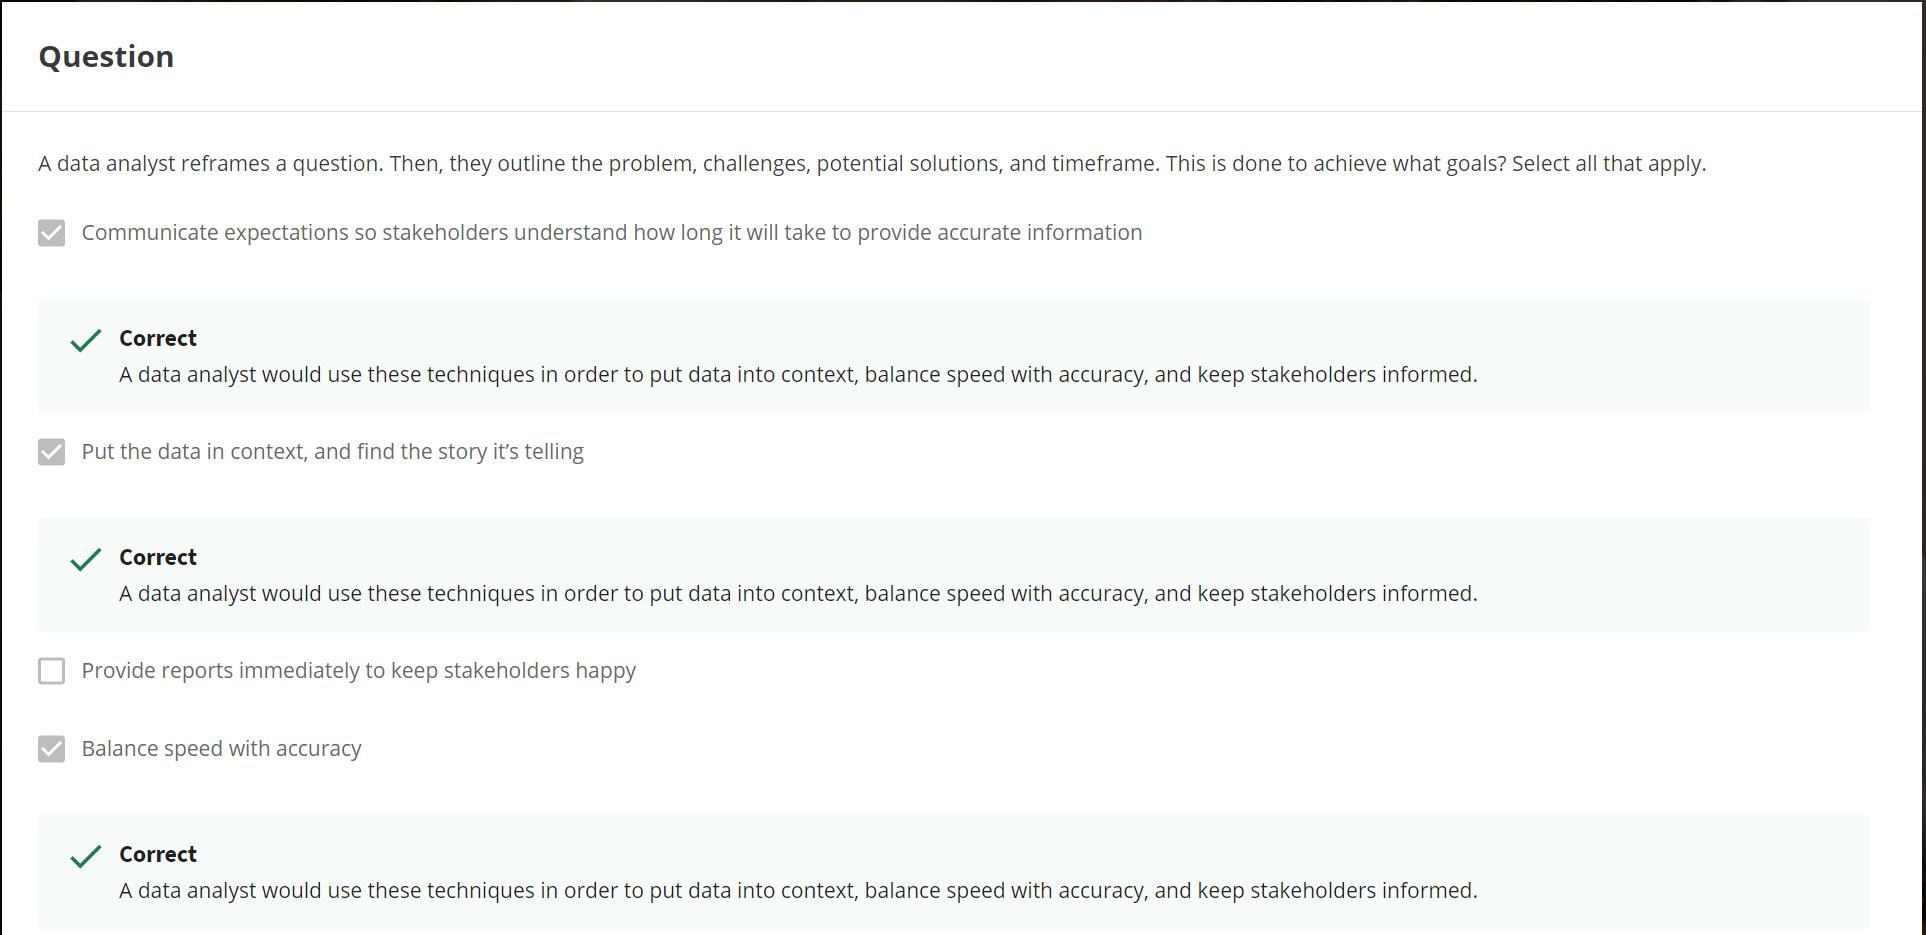 Question
A data analyst reframes a question. Then, they outline the problem, challenges, potential solutions, and timeframe. This is done to achieve what goals? Select all that apply.
Communicate expectations so stakeholders understand how long it will take to provide accurate information
Correct
A data analyst would use these techniques in order to put data into context, balance speed with accuracy, and keep stakeholders informed.
Put the data in context, and find the story it’s telling
Correct
A data analyst would use these techniques in order to put data into context, balance speed with accuracy, and keep stakeholders informed.
Provide reports immediately to keep stakeholders happy
Balance speed with accuracy
Correct
A data analyst would use these techniques in order to put data into context, balance speed with accuracy, and keep stakeholders informed.